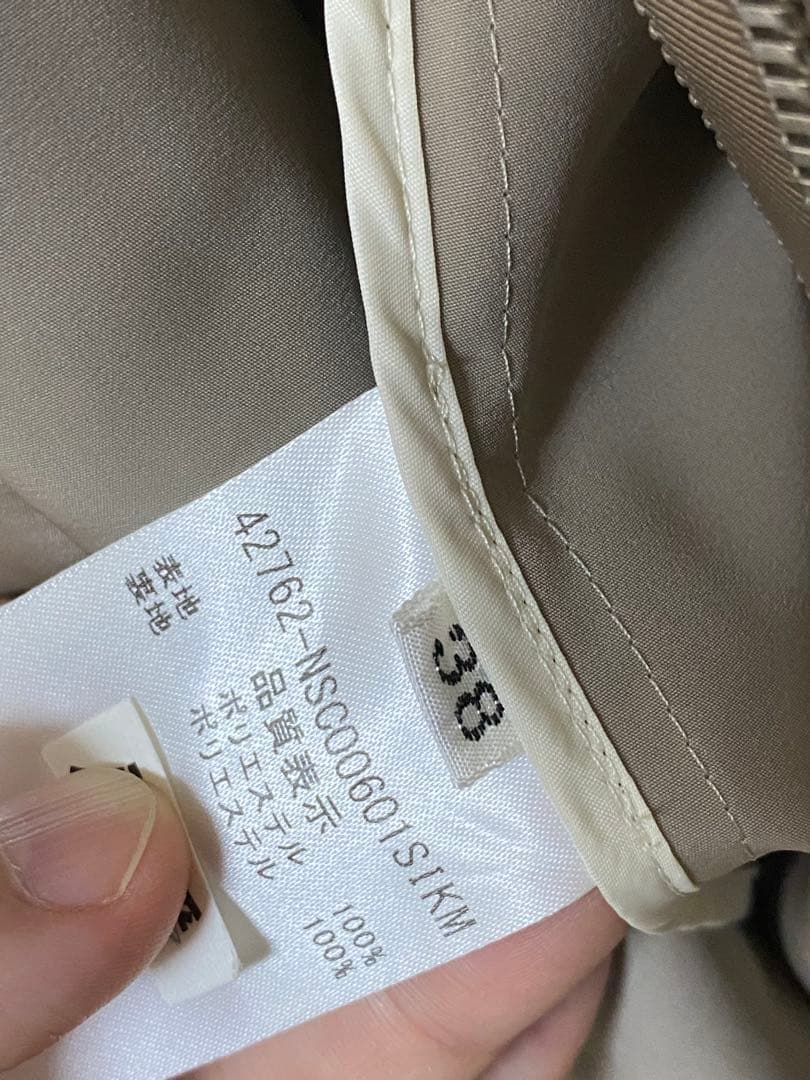 42762-NSC00601SIKM
品質表示
表地 ポリエステル 100%
裏地 ポリエステル 100%
38